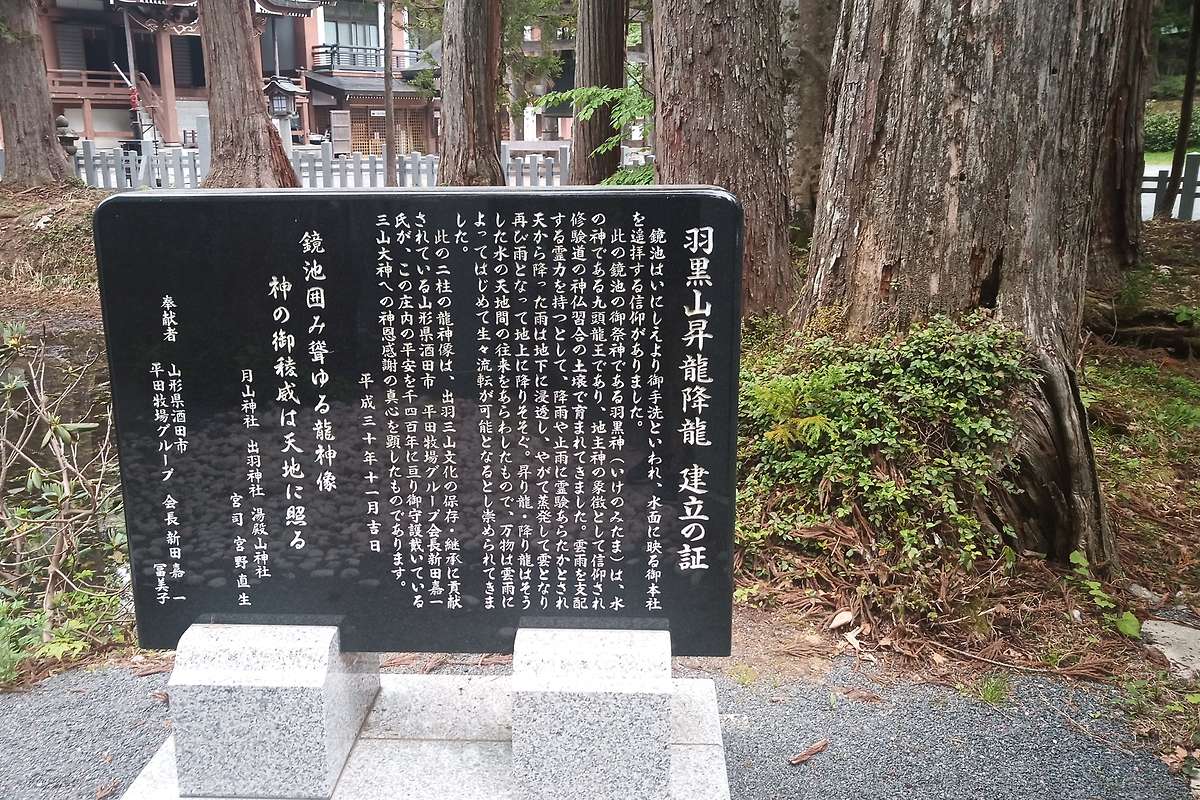 羽黒山昇龍降龍 建立の証
鏡池はいにしえより御手洗といわれ、水面に映る御本社
を遥拝する信仰がありました。
此の鏡池の御祭神である羽黒神（いけのみたま）は、水
の神である九頭龍王であり、地主神の象徴として信仰され
修験道の神仏習合の土壌で育まれてきました。雲雨を支配
する霊力を持つとして、降雨や止雨に霊験あらたかとされ
天から降った雨は地下に浸透し、やがて蒸発して雲となり
再び雨となって地上に降りそそぐ。昇り龍・降り龍はそう
した水の天地間の往来をあらわしたもので、万物は雲雨に
よってはじめて生々流転が可能となるとし崇められてきま
した。
此の二柱の龍神像は、出羽三山文化の保存・継承に貢献
されている山形県酒田市 平田牧場グループ会長新田嘉一
氏が、この庄内の平安を千四百年に亘り御守護戴いている
三山大神への神恩感謝の真心を顕したものであります。
平成三十年十一月吉日
鏡池囲み聳ゆる龍神像
神の御稜威は天地に照る
月山神社 出羽神社 湯殿山神社
宮司 宮野直生
奉献者 山形県酒田市
平田牧場グループ 会長 新田嘉一
冨美子